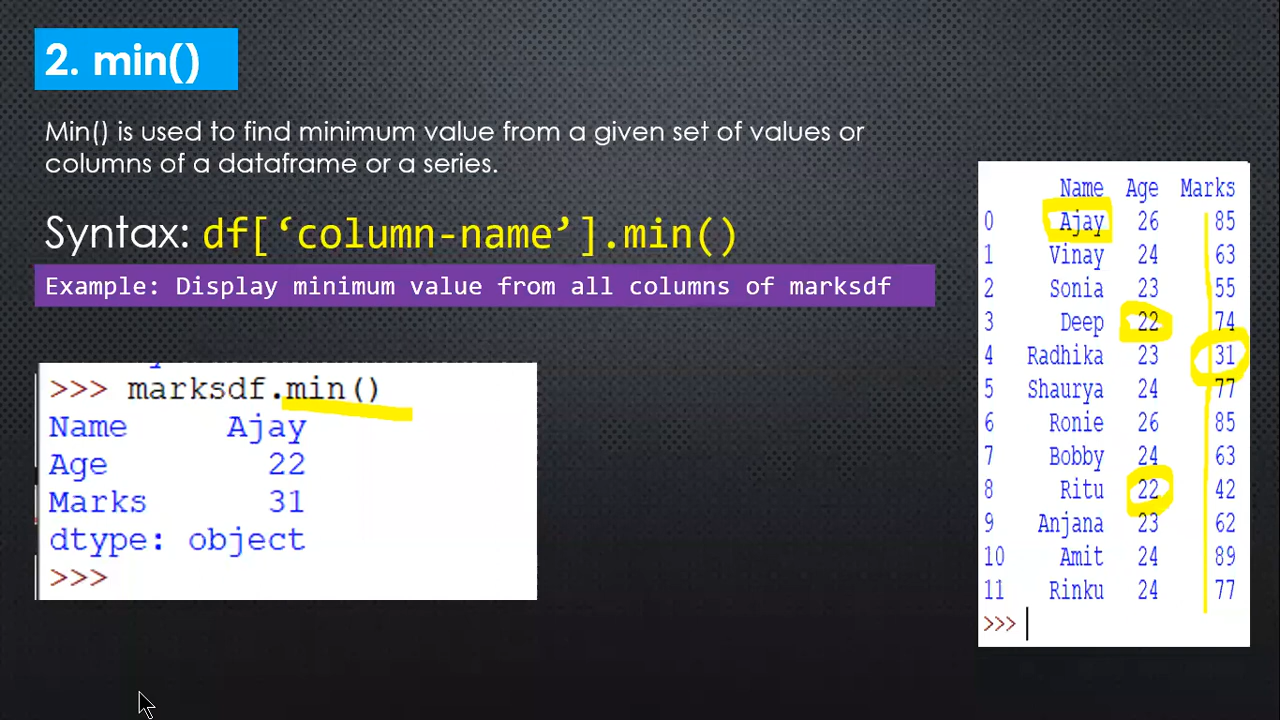 2. min()
Min() is used to find minimum value from a given set of values or
columns of a dataframe or a series.
Syntax: df[‘column-name’].min()
Example: Display minimum value from all columns of marksdf
>>> marksdf.min()
Name Ajay
Age 22
Marks 31
dtype: object
>>>
Name Age Marks
0 Ajay 26 85
1 Vinay 24 63
2 Sonia 23 55
3 Deep 22 74
4 Radhika 23 31
5 Shaurya 24 77
6 Ronie 26 85
7 Bobby 24 63
8 Ritu 22 42
9 Anjana 23 62
10 Amit 24 89
11 Rinku 24 77
>>>